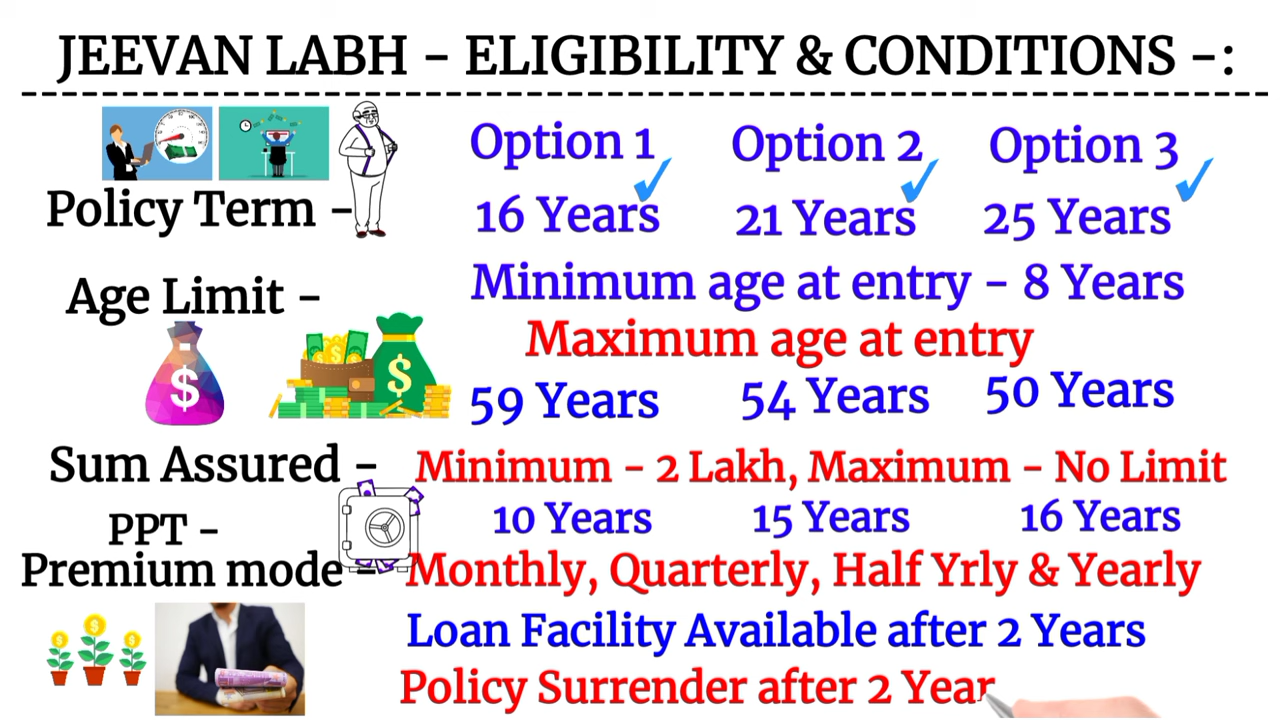 JEEVAN LABH - ELIGIBILITY & CONDITIONS -:
Option 1 Option 2 Option 3
Policy Term - 16 Years 21 Years 25 Years
Age Limit - Minimum age at entry - 8 Years
Maximum age at entry
59 Years 54 Years 50 Years
Sum Assured - Minimum - 2 Lakh, Maximum - No Limit
PPT - 10 Years 15 Years 16 Years
Premium mode - Monthly, Quarterly, Half Yrly & Yearly
Loan Facility Available after 2 Years
Policy Surrender after 2 Year